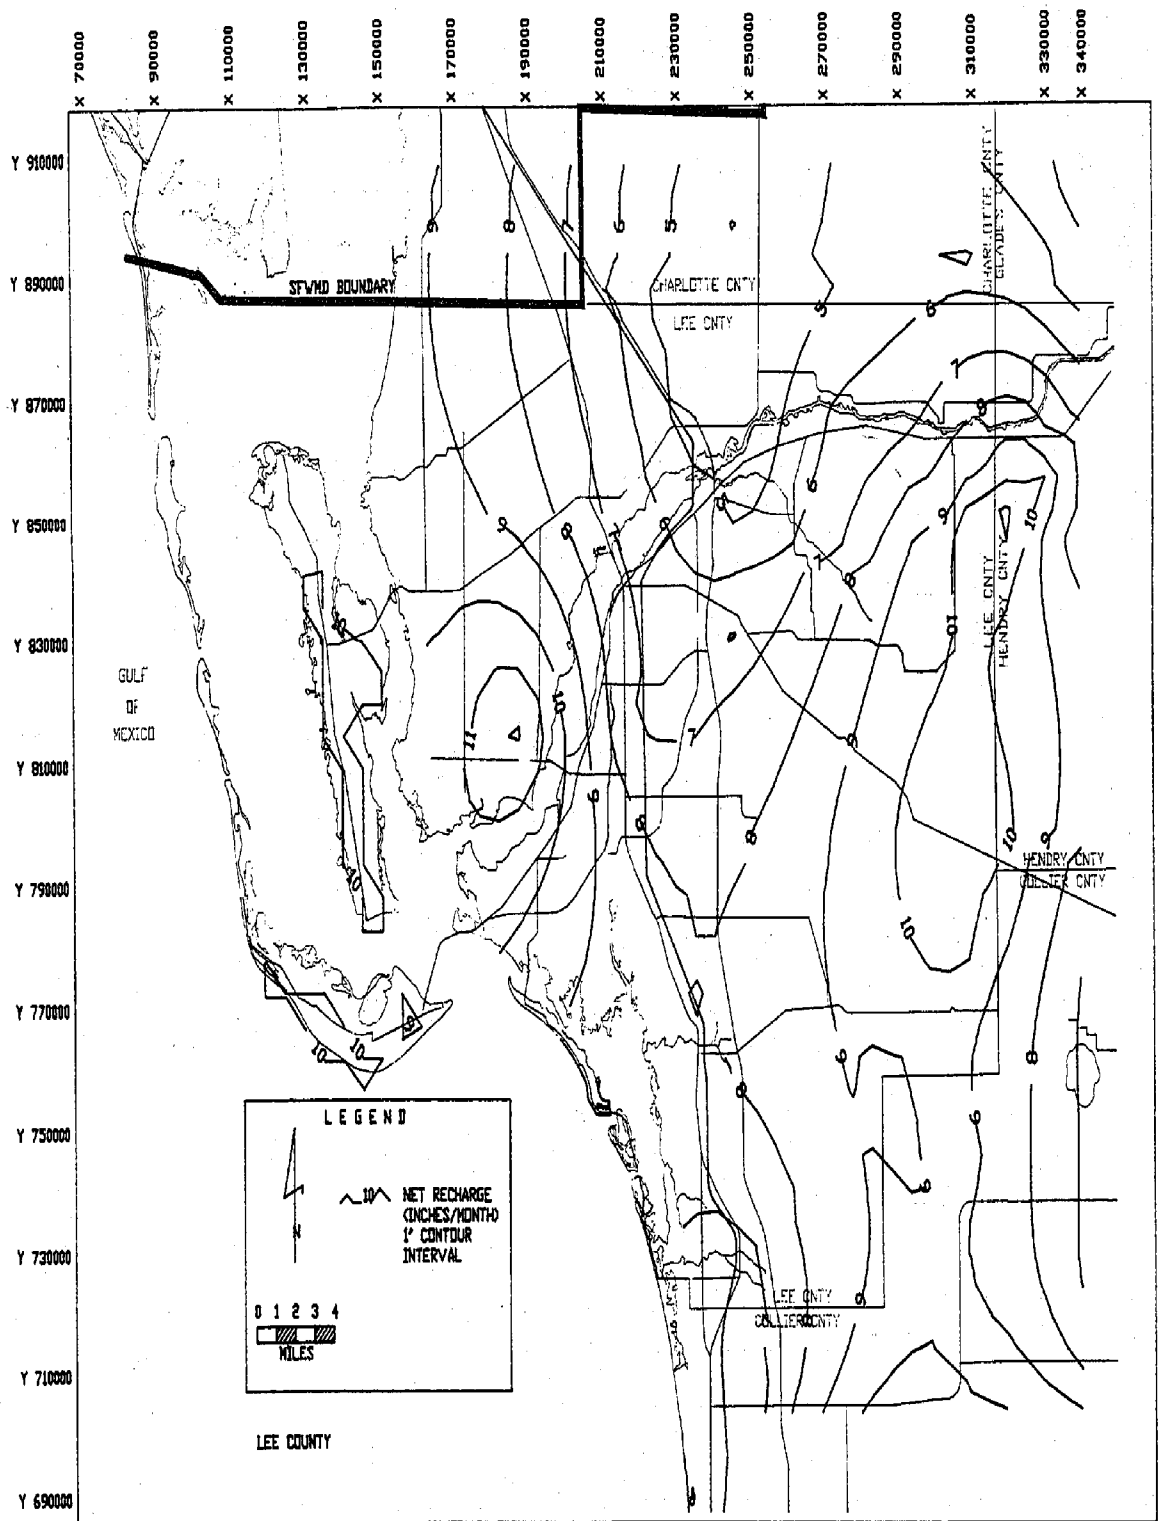 X 70000
X 90000
X 110000
X 130000
X 150000
X 170000
X 190000
X 210000
X 230000
X 250000
X 270000
X 290000
X 310000
X 330000
X 340000
Y 910000
Y 890000
Y 870000
Y 850000
Y 830000
Y 810000
Y 790000
Y 770000
Y 750000
Y 730000
Y 710000
Y 690000
9
8
7
6
5
CHARLOTTE CNTY
GLADES CNTY
SFWMD BOUNDARY
CHARLOTTE CNTY
LEE CNTY
5
6
7
8
6
9
10
9
8
7
6
7
8
LEE CNTY
HENDRY CNTY
10
GULF
OF
MEXICO
10
11
7
9
8
10
9
HENDRY CNTY
COLLIER CNTY
10
10
10
10
8
9
LEGEND
N
10
NET RECHARGE
(INCHES/MONTH)
1" CONTOUR
INTERVAL
0 1 2 3 4
MILES
LEE CNTY
COLLIER CNTY
LEE COUNTY